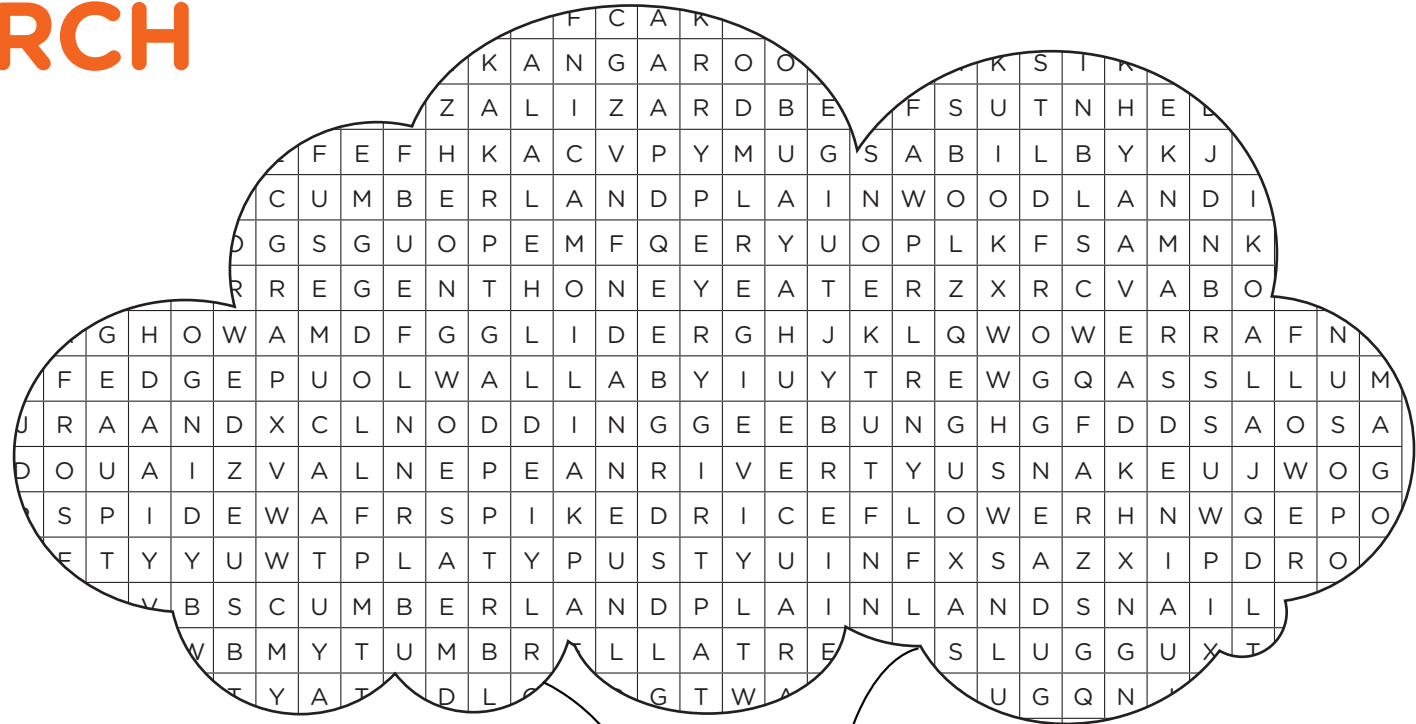 RCH
F C A K
K A N G A R O O K S I K
Z A L I Z A R D B E F S U T N H E
F E F H K A C V P Y M U G S A B I L B Y K J
C U M B E R L A N D P L A I N W O O D L A N D I
D G S G U O P E M F Q E R Y U O P L K F S A M N K
R R E G E N T H O N E Y E A T E R Z X R C V A B O
G H O W A M D F G G L I D E R G H J K L Q W O W E R R A F N
F E D G E P U O L W A L L A B Y I U Y T R E W G Q A S S L L U M
U R A A N D X C L N O D D I N G G E E B U N G H G F D D S A O S A
D O U A I Z V A L N E P E A N R I V E R T Y U S N A K E U J W O G
S P I D E W A F R S P I K E D R I C E F L O W E R H N W Q E P O
F T Y Y U W T P L A T Y P U S T Y U I N F X S A Z X I P D R O
V B S C U M B E R L A N D P L A I N L A N D S N A I L
W B M Y T U M B R L L A T R E S L U G G U X T
T Y A T D L G T W A U G Q N